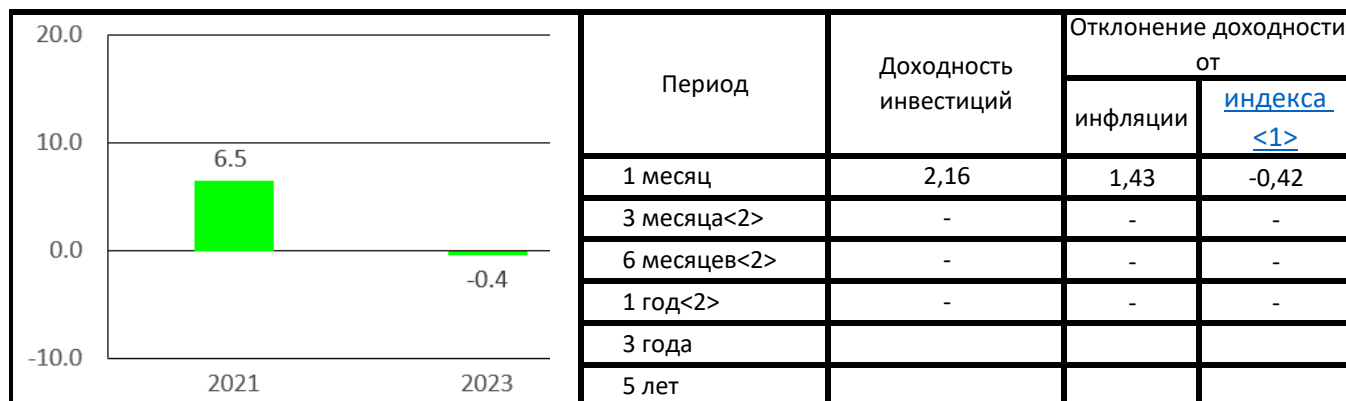 20.0
10.0
0.0
-10.0
6.5
-0.4
2021 2023
Период
Доходность
инвестиций
Отклонение доходности
от
инфляции
индекса
<1>
1 месяц 2,16 1,43 -0,42
3 месяца<2> - - -
6 месяцев<2> - - -
1 год<2> - - -
3 года
5 лет